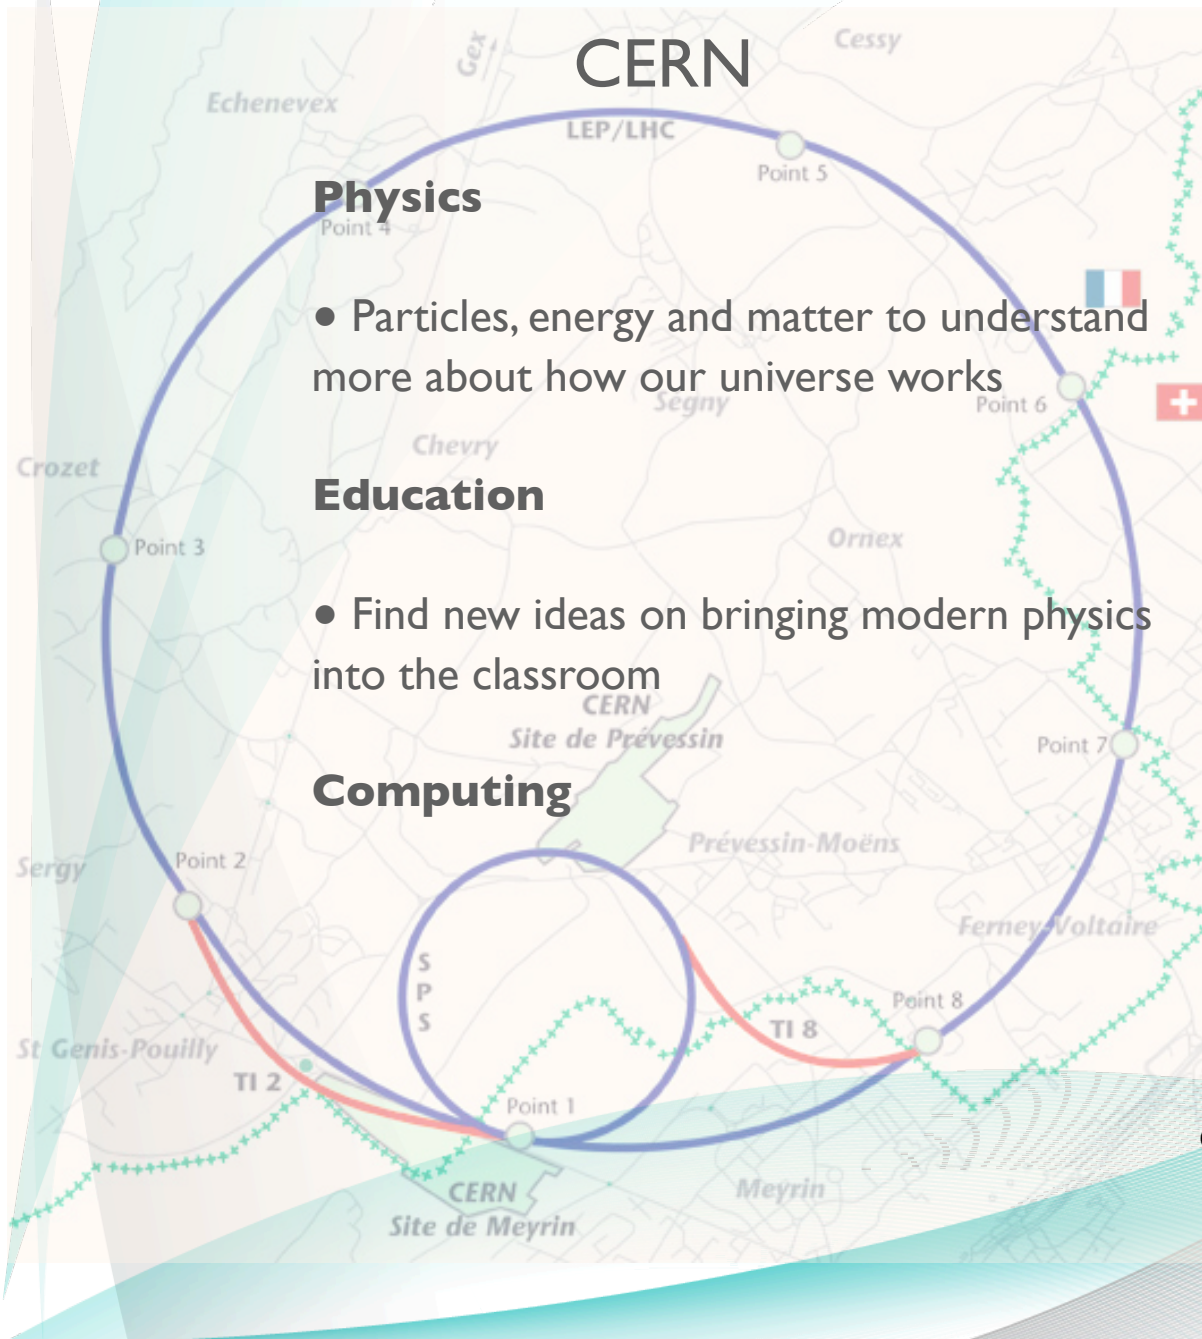 CERN
Cessy
Gex
Echenevex
LEP/LHC
Point 5
Physics
Point 4
• Particles, energy and matter to understand
more about how our universe works
Segny
Point 6
Chevry
Crozet
Education
Ornex
Point 3
• Find new ideas on bringing modern physics
into the classroom
CERN
Site de Prévessin
Point 7
Computing
Prévessin-Moëns
Point 2
Sergy
Ferney-Voltaire
SPS
Point 8
TI 8
St Genis-Pouilly
TI 2
Point 1
CERN
Site de Meyrin
Meyrin